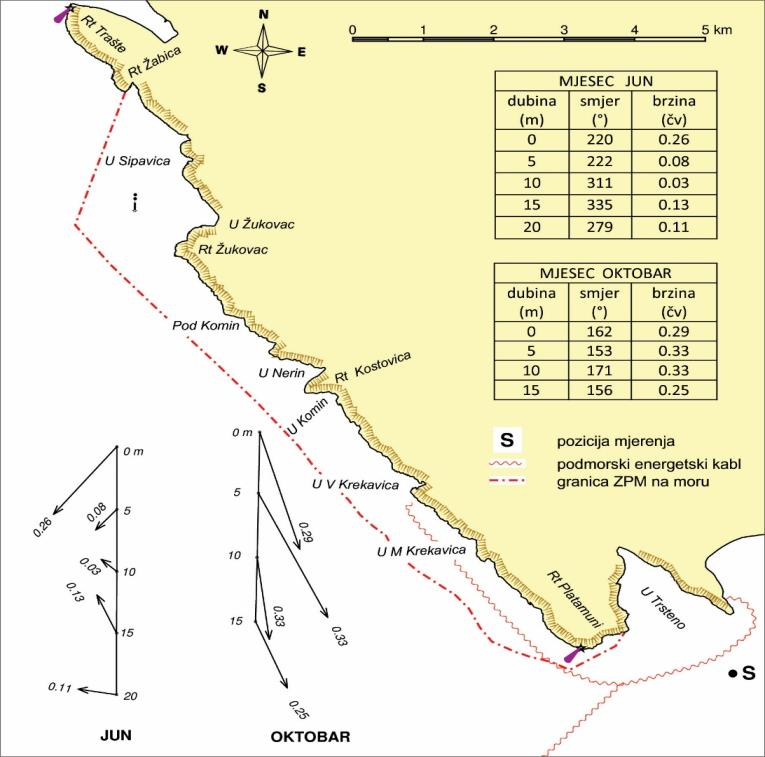 Rt Trašte
Rt Žabica
N
W E
S
0 1 2 3 4 5 km
MJESEC JUN
dubina (m) smjer (°) brzina (čv)
0 220 0.26
5 222 0.08
10 311 0.03
15 335 0.13
20 279 0.11
U Sipavica
i
U Žukovac
Rt Žukovac
MJESEC OKTOBAR
dubina (m) smjer (°) brzina (čv)
0 162 0.29
5 153 0.33
10 171 0.33
15 156 0.25
Pod Komin
U Nerin
Rt Kostovica
U Komin
S pozicija mjerenja
podmorski energetski kabl
granica ZPM na moru
U V Krekavica
U M Krekavica
Rt Platamuni
U Trsteno
S
0 m
0.26
5
0.08
10
0.03
0.13
15
0.11
20
JUN
0 m
5
0.29
10
0.33
0.33
15
0.25
OKTOBAR